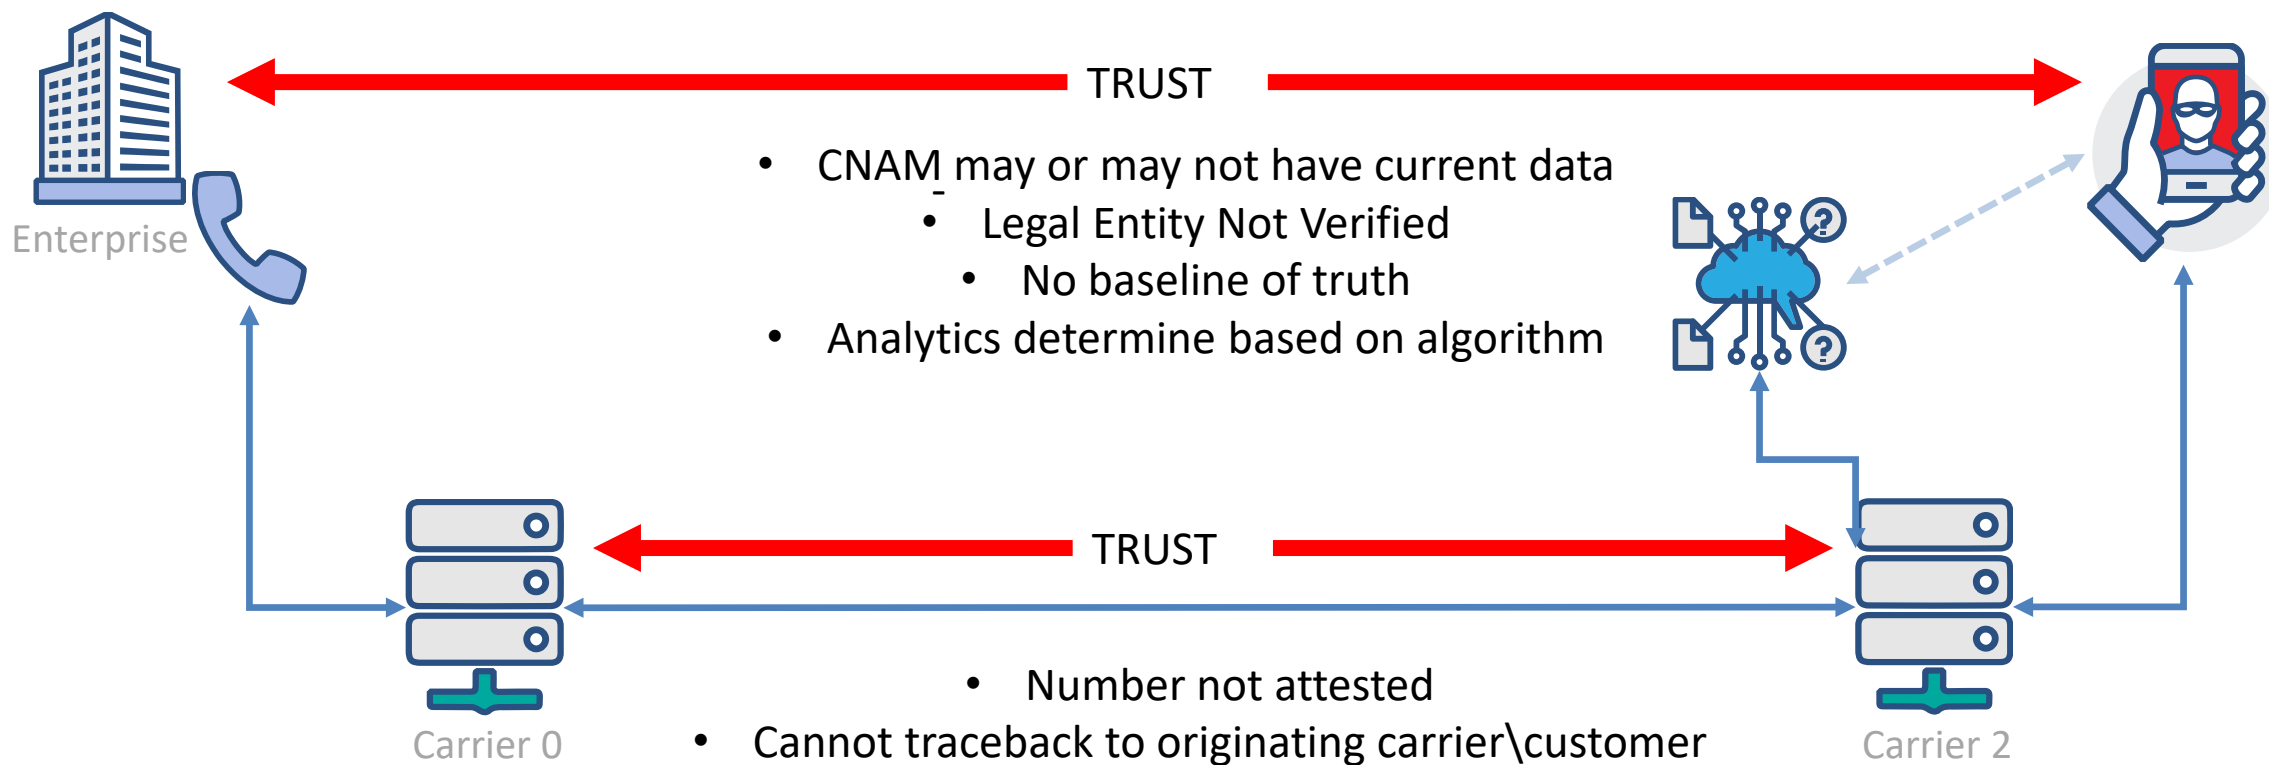 TRUST
• CNAM may or may not have current data
• Legal Entity Not Verified
Enterprise
• No baseline of truth
• Analytics determine based on algorithm
?
?
TRUST
• Number not attested
Carrier 0
• Cannot traceback to originating carrier\customer
Carrier 2